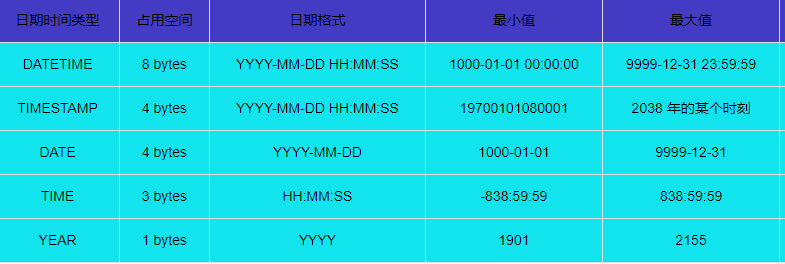 日期时间类型 占用空间 日期格式 最小值 最大值
DATETIME 8 bytes YYYY-MM-DD HH:MM:SS 1000-01-01 00:00:00 9999-12-31 23:59:59
TIMESTAMP 4 bytes YYYY-MM-DD HH:MM:SS 19700101080001 2038 年的某个时刻
DATE 4 bytes YYYY-MM-DD 1000-01-01 9999-12-31
TIME 3 bytes HH:MM:SS -838:59:59 838:59:59
YEAR 1 bytes YYYY 1901 2155